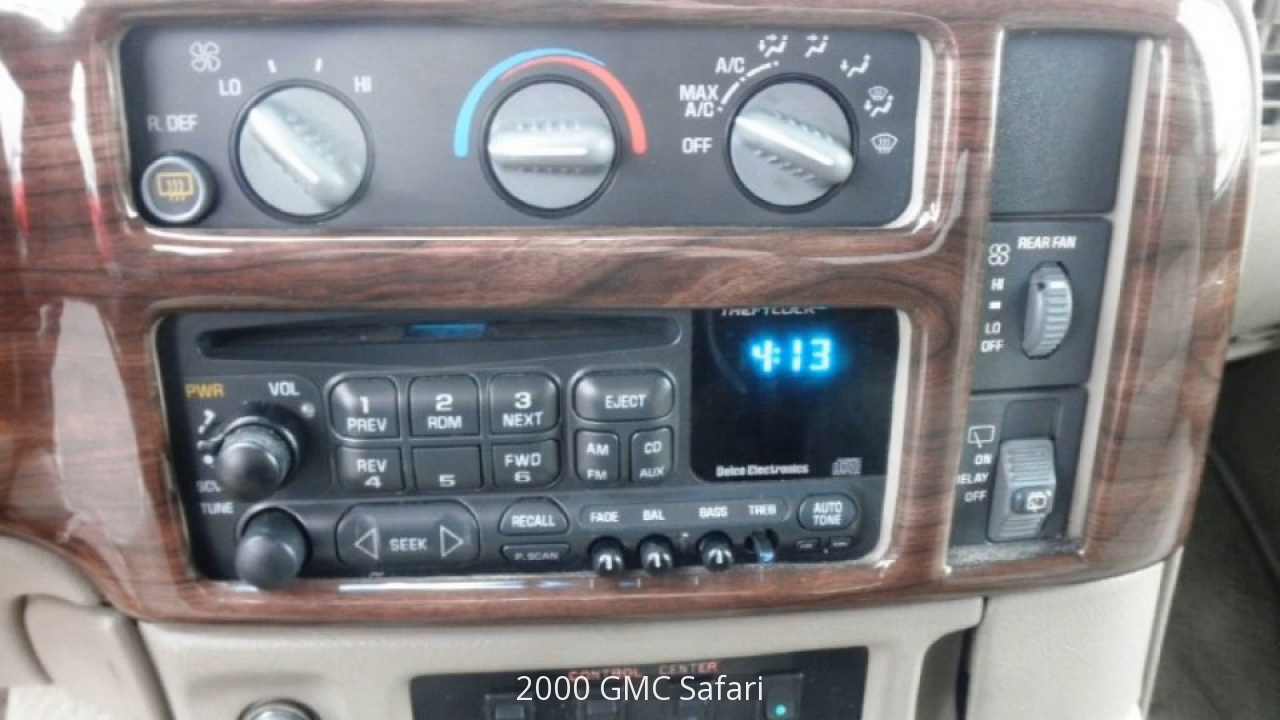 LO
HI
R. DEF
A/C
MAX
A/C
OFF
REAR FAN
HI
LO
OFF
THEFTLOCK
4:13
PWR
VOL
1
PREV
2
RDM
3
NEXT
EJECT
REV
4
5
FWD
6
AM
FM
CD
AUX
Delco Electronics
TUNE
SEEK
RECALL
P.SCAN
FADE
BAL
BASS
TREB
AUTO
TONE
ON
DELAY
OFF
CONTROL CENTER
2000 GMC Safari